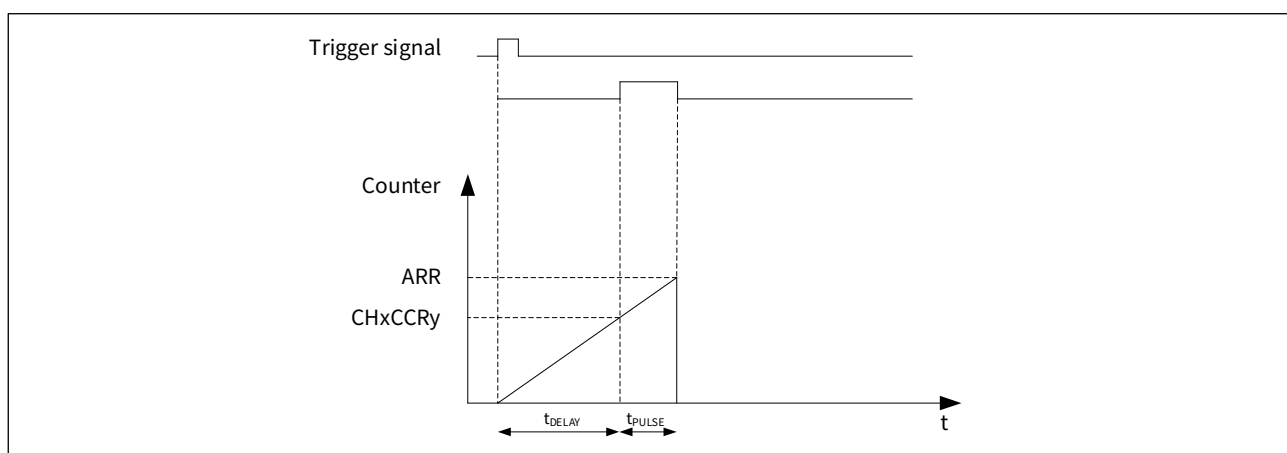 Trigger signal
Counter
ARR
CHxCCRy
tDELAY
tPULSE
t